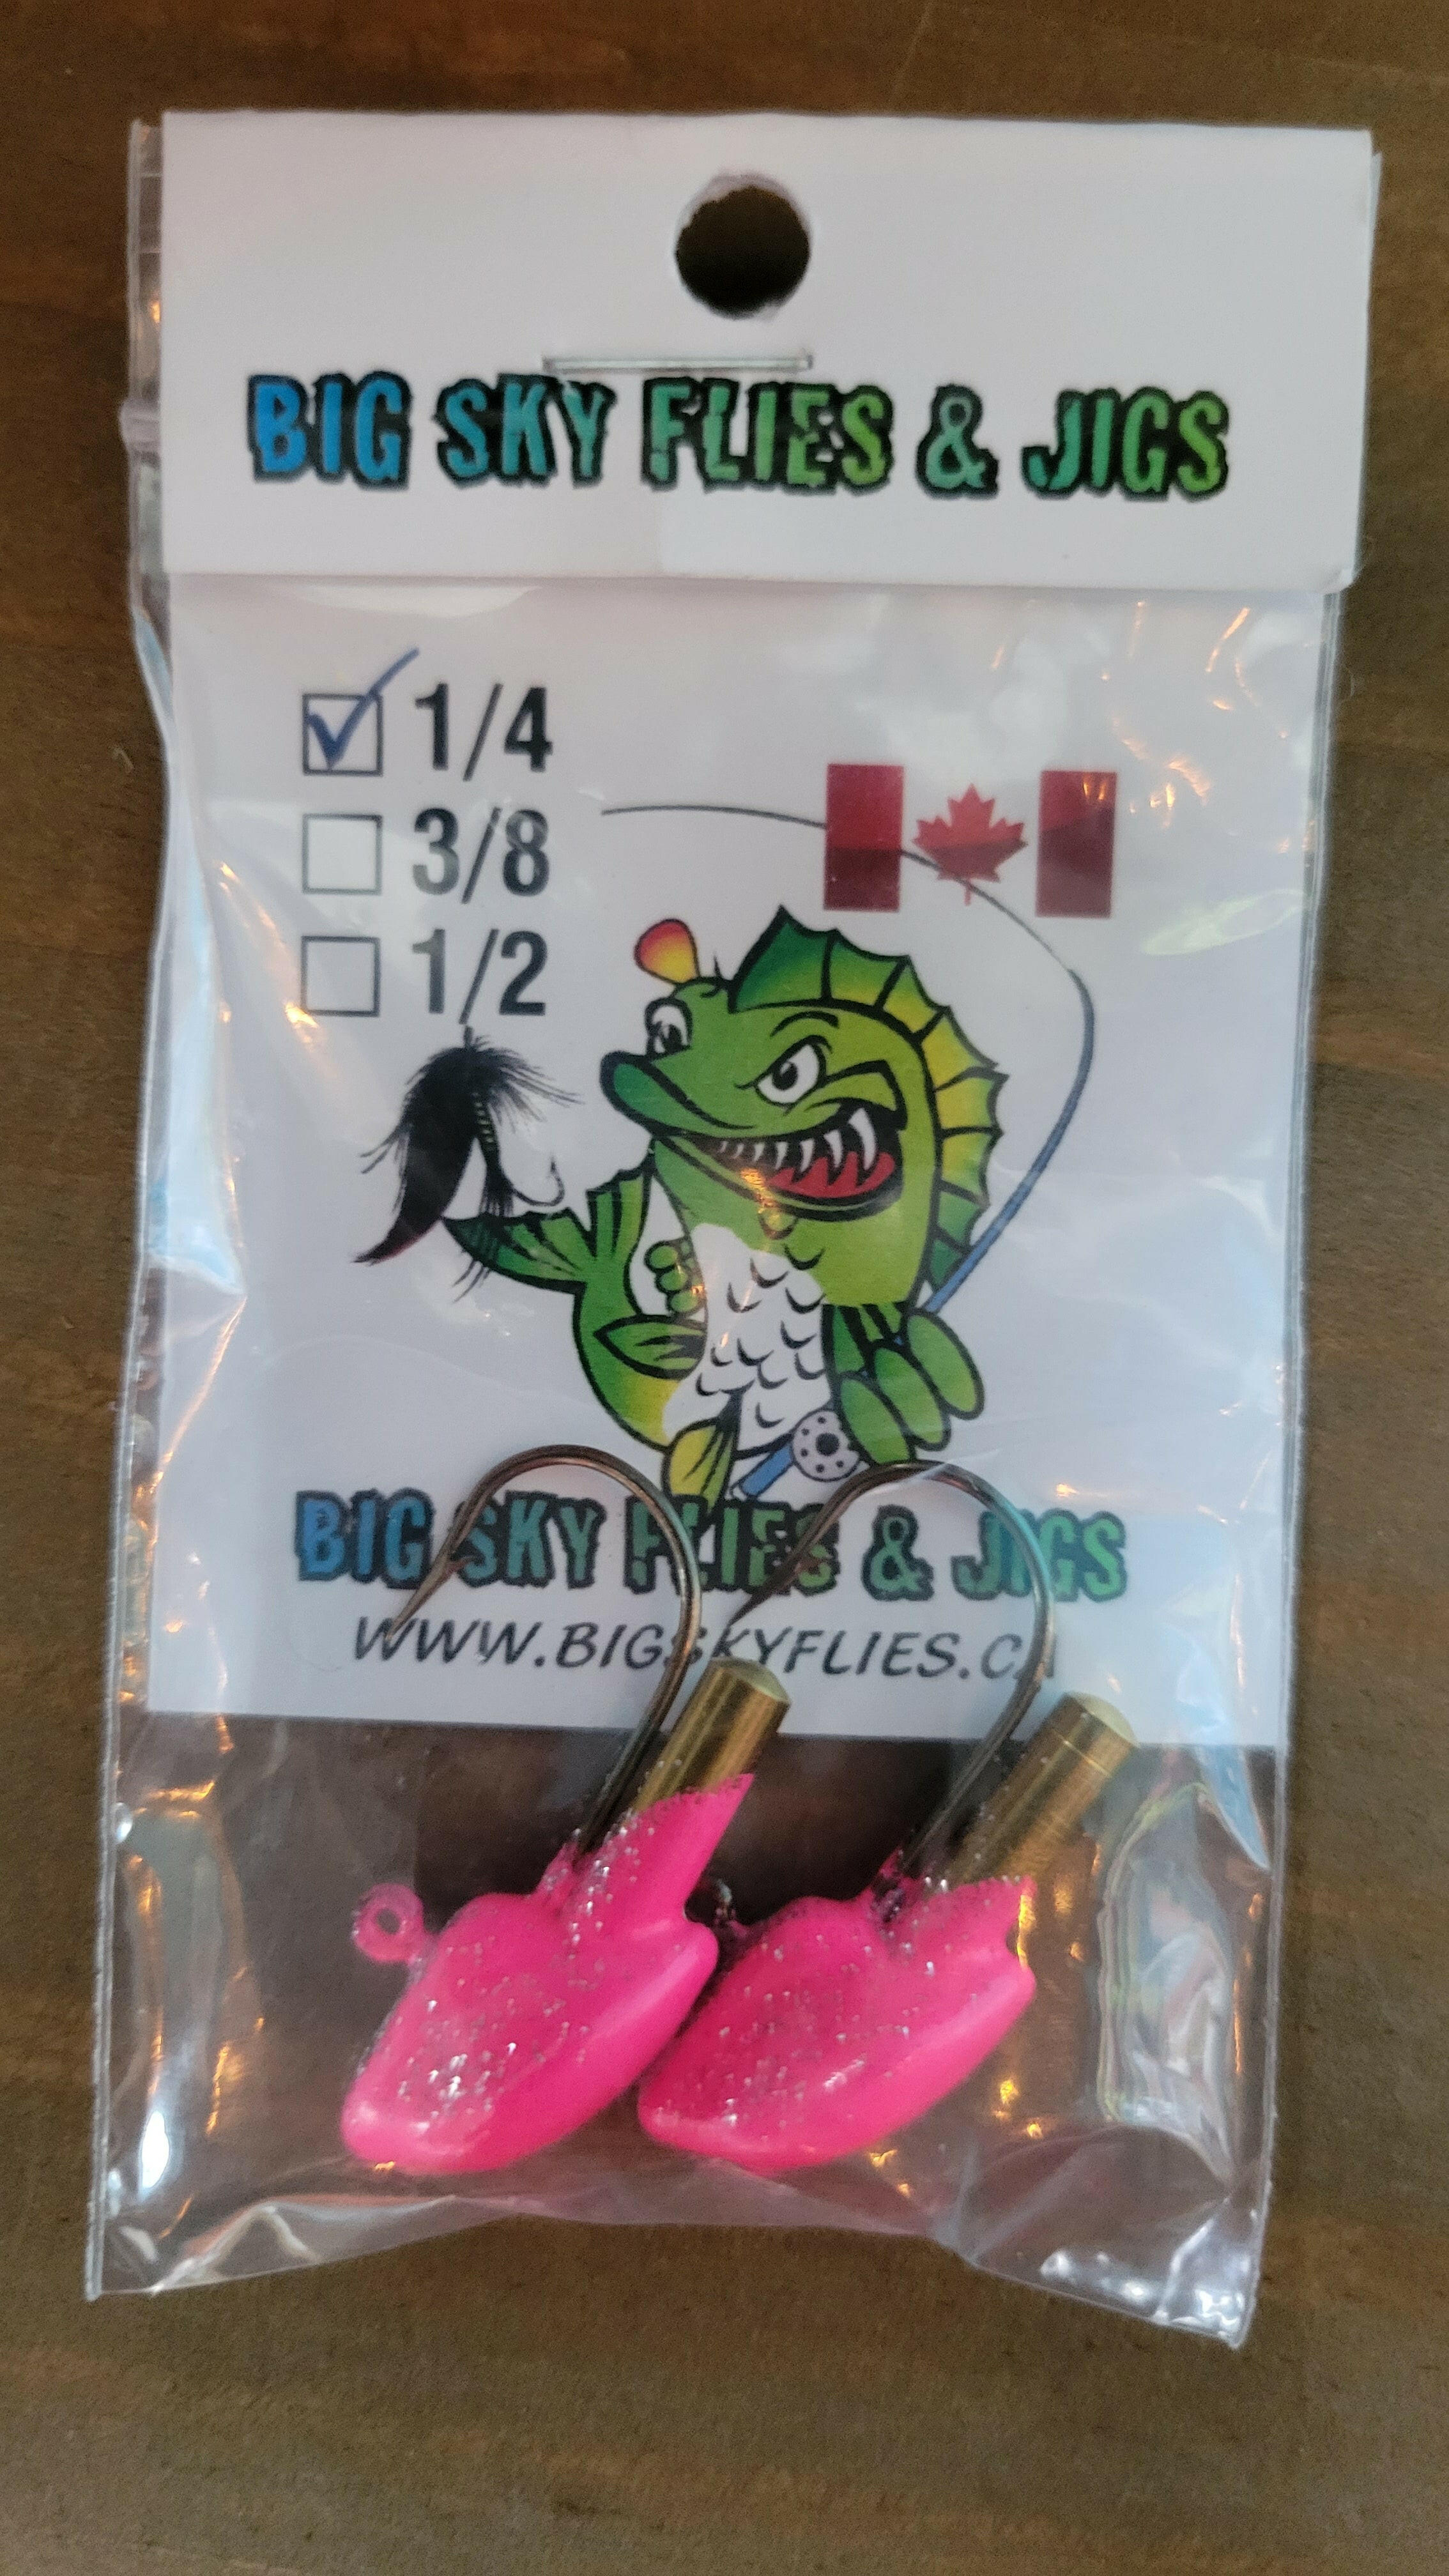 BIG SKY FLIES & JIGS
1/4
3/8
1/2
BIG SKY FLIES & JIGS
WWW.BIGSKYFLIES.CA